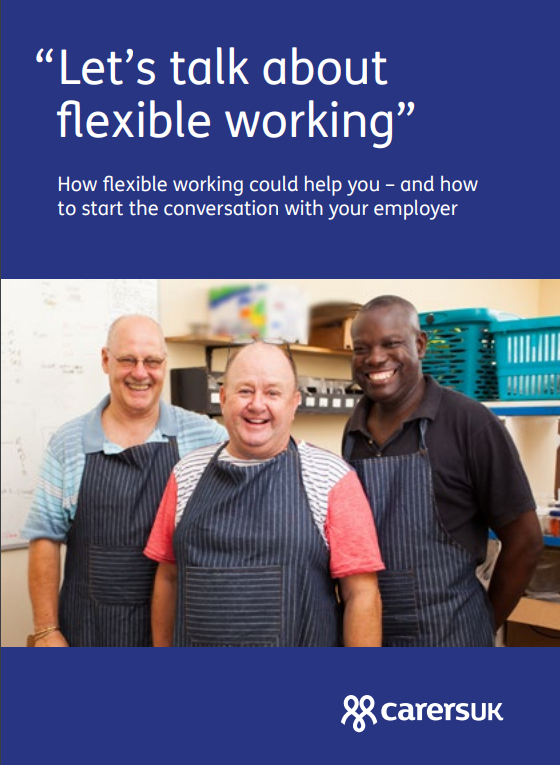 “Let’s talk about
flexible working”
How flexible working could help you – and how
to start the conversation with your employer
carersUK